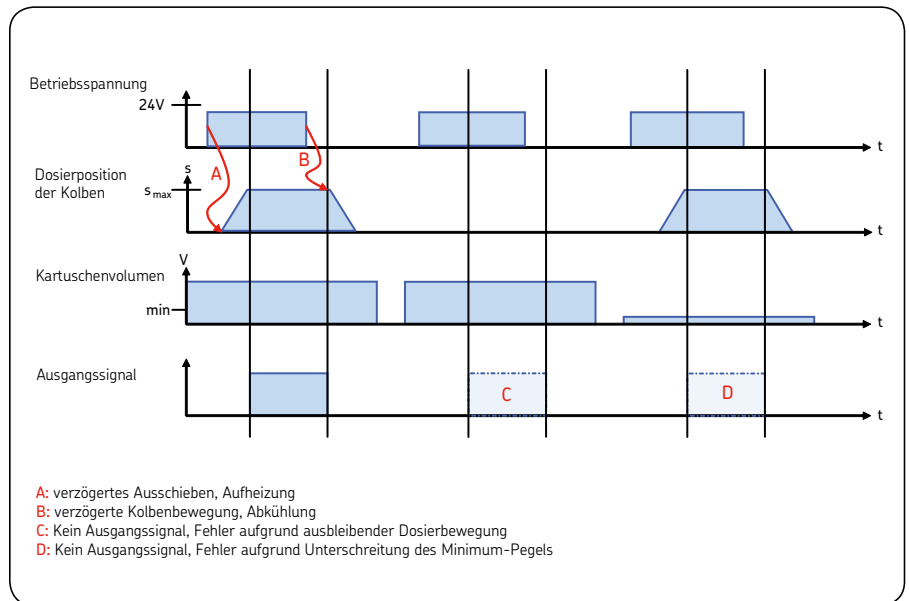 Betriebsspannung
24V
t
A
B
Dosierposition
der Kolben
s
s max
t
V
Kartuschenvolumen
min
t
Ausgangssignal
C
D
t
A: verzögertes Ausschieben, Aufheizung
B: verzögerte Kolbenbewegung, Abkühlung
C: Kein Ausgangssignal, Fehler aufgrund ausbleibender Dosierbewegung
D: Kein Ausgangssignal, Fehler aufgrund Unterschreitung des Minimum-Pegels